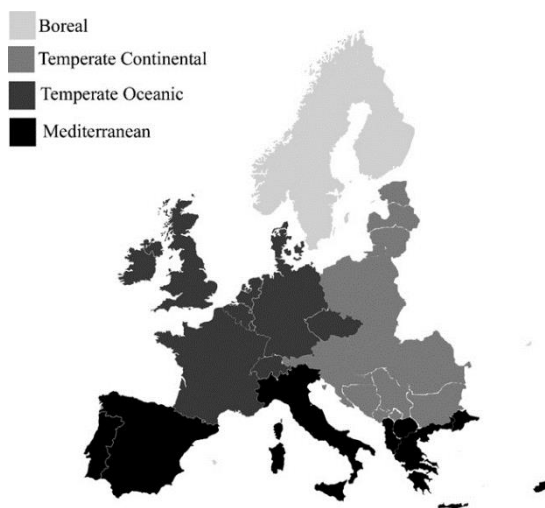 Boreal
Temperate Continental
Temperate Oceanic
Mediterranean